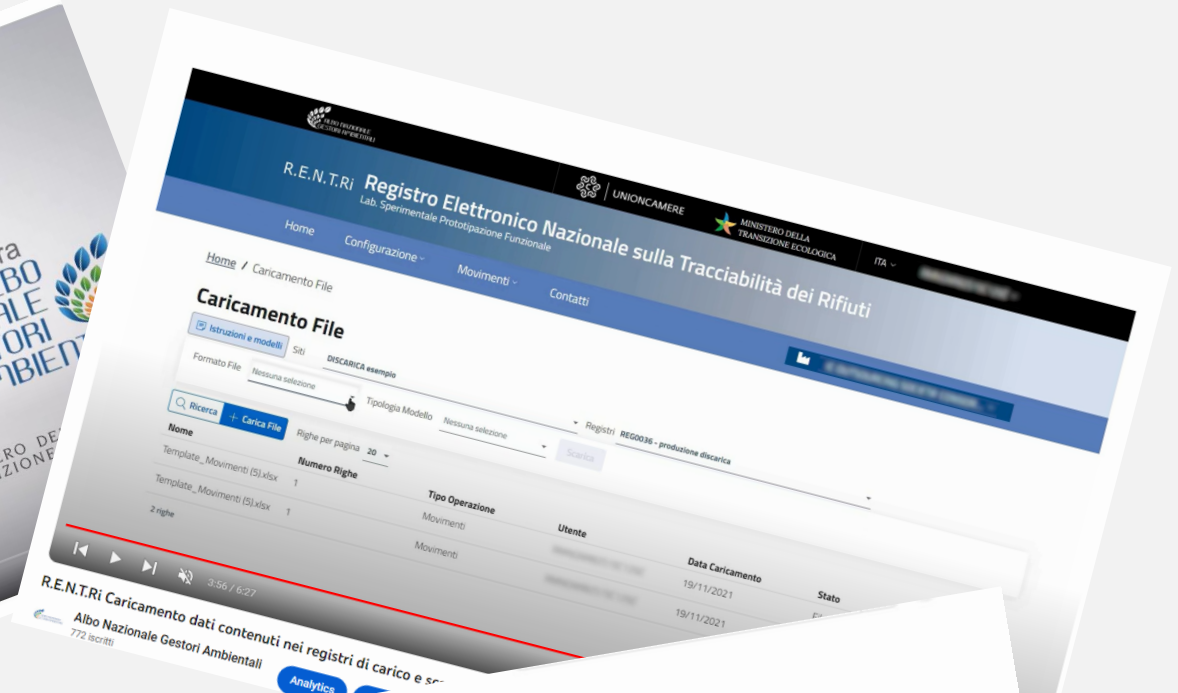 ALBO NAZIONALE
GESTORI AMBIENTALI
UNIONCAMERE
MINISTERO DELLA
TRANSIZIONE ECOLOGICA
ITA
R.E.N.T.Ri Registro Elettronico Nazionale sulla Tracciabilità dei Rifiuti
Lab. Sperimentale Prototipazione Funzionale
Home Configurazione Movimenti Contatti
Home / Caricamento File
Caricamento File
Istruzioni e modelli Siti DISCARICA esempio Registri REG0036 - produzione discarica
Formato File Nessuna selezione Tipologia Modello Nessuna selezione Scarica
Ricerca + Carica File Righe per pagina 20
Nome Numero Righe Tipo Operazione Utente Data Caricamento Stato
Template_Movimenti (5).xlsx 1 Movimenti 19/11/2021
Template_Movimenti (5).xlsx 1 Movimenti 19/11/2021
2 righe
3:56 / 6:27
R.E.N.T.Ri Caricamento dati contenuti nei registri di carico e
Albo Nazionale Gestori Ambientali
772 iscritti
Analytics